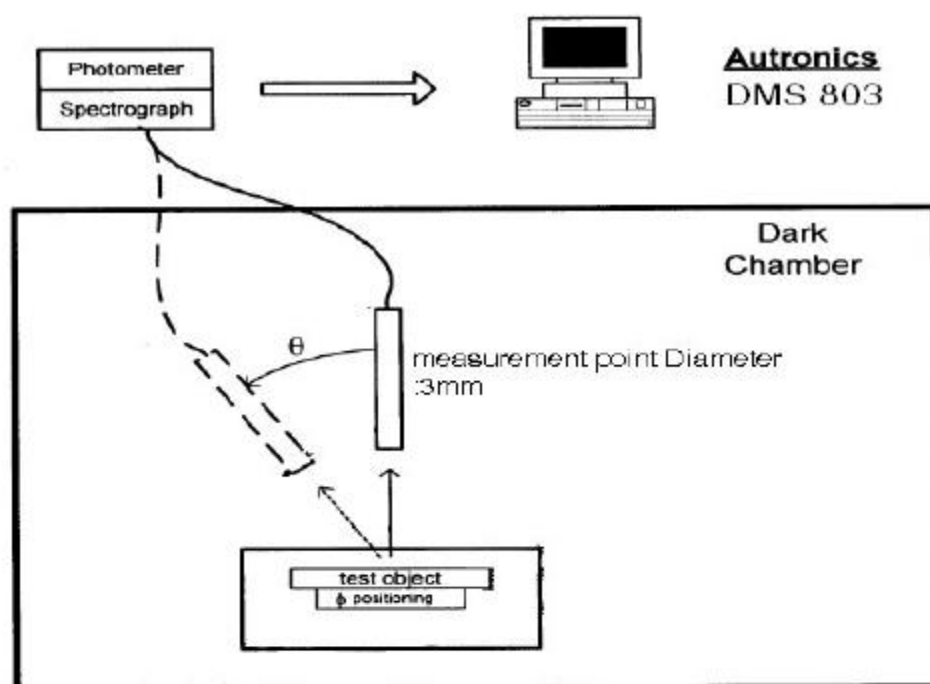 Photometer
Spectrograph
Autronics
DMS 803
Dark
Chamber
θ
measurement point Diameter
:3mm
test object
ϕ positioning